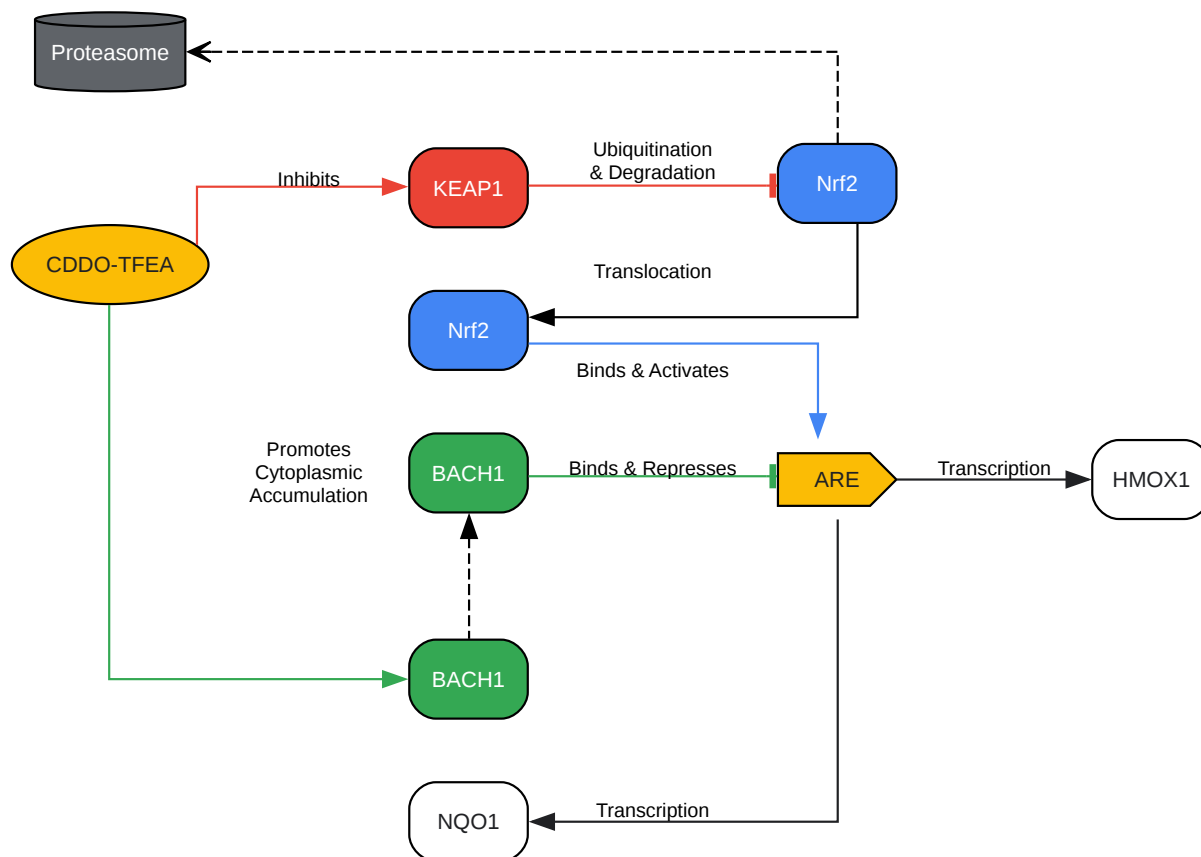 Proteasome
Ubiquitination
& Degradation
Inhibits
KEAP1
Nrf2
CDDO-TFEA
Translocation
Nrf2
Binds & Activates
Promotes
Cytoplasmic
Accumulation
BACH1
Binds & Represses
ARE
Transcription
HMOX1
BACH1
NQO1
Transcription